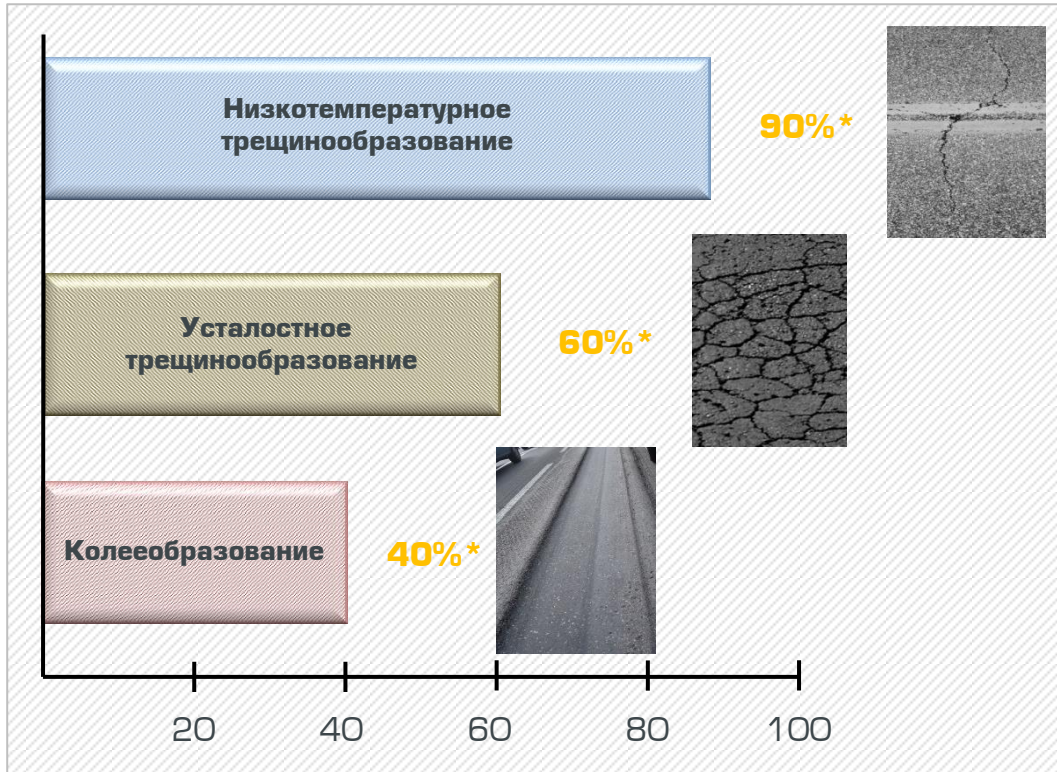 Низкотемпературное
трещинообразование
90%*
Усталостное
трещинообразование
60%*
Колееобразование
40%*
20 40 60 80 100